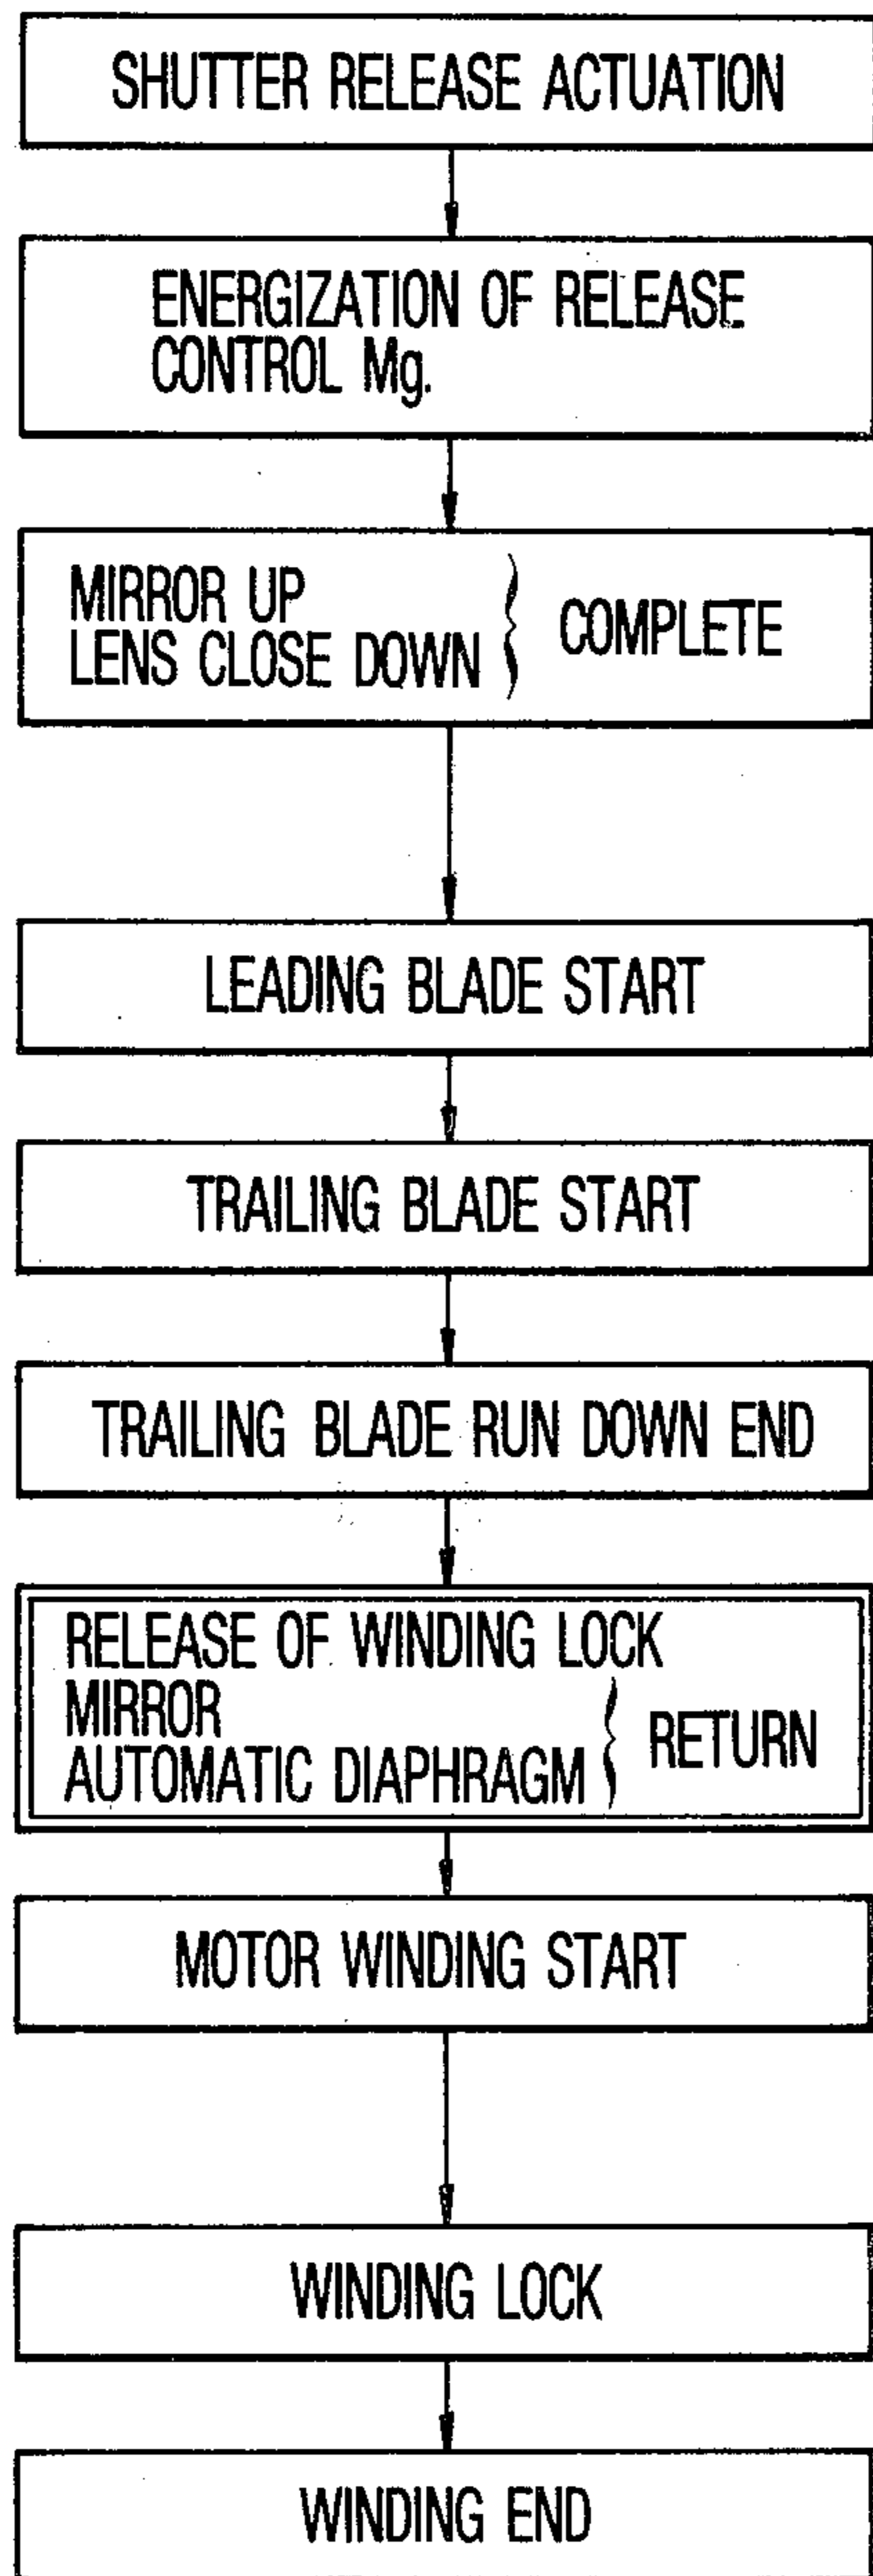 SHUTTER RELEASE ACTUATION
ENERGIZATION OF RELEASE
CONTROL Mg.
MIRROR UP
LENS CLOSE DOWN
COMPLETE
LEADING BLADE START
TRAILING BLADE START
TRAILING BLADE RUN DOWN END
RELEASE OF WINDING LOCK
MIRROR
AUTOMATIC DIAPHRAGM
RETURN
MOTOR WINDING START
WINDING LOCK
WINDING END